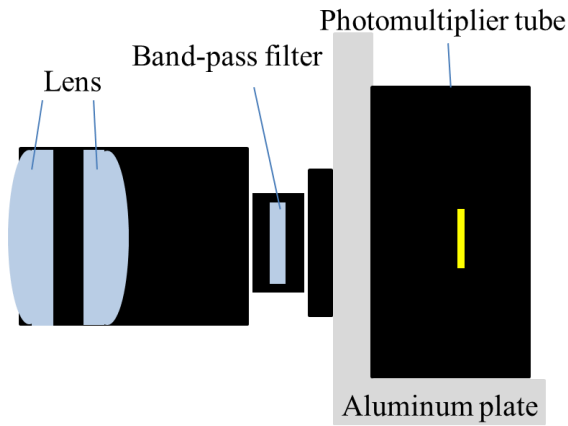 Photomultiplier tube
Band-pass filter
Lens
Aluminum plate